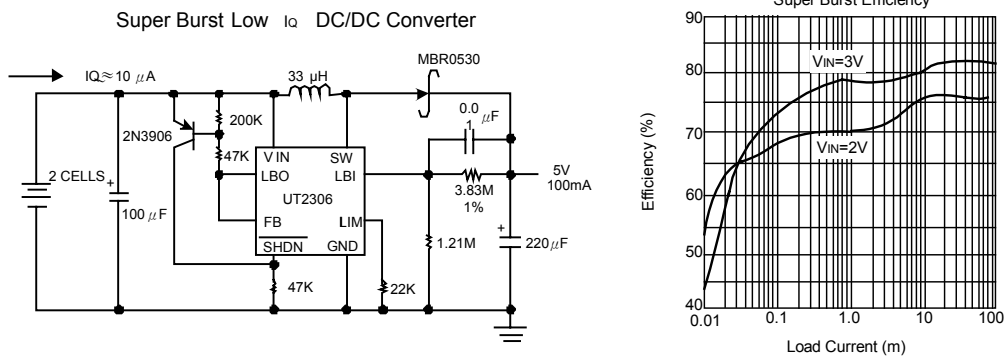 Super Burst Low IQ DC/DC Converter
IQ≈10 μA
33 μH
MBR0530
2N3906
200K
47K
0.0
1
μF
VIN
SW
LBO
LBI
UT2306
FB
LIM
SHDN
GND
2 CELLS
+
100 μF
3.83M
1%
5V
100mA
1.21M
+
220μF
47K
22K
Super Burst Efficiency
Efficiency (%)
90
80
70
60
50
40
VIN=3V
VIN=2V
0.01
0.1
1.0
10
100
Load Current (m)